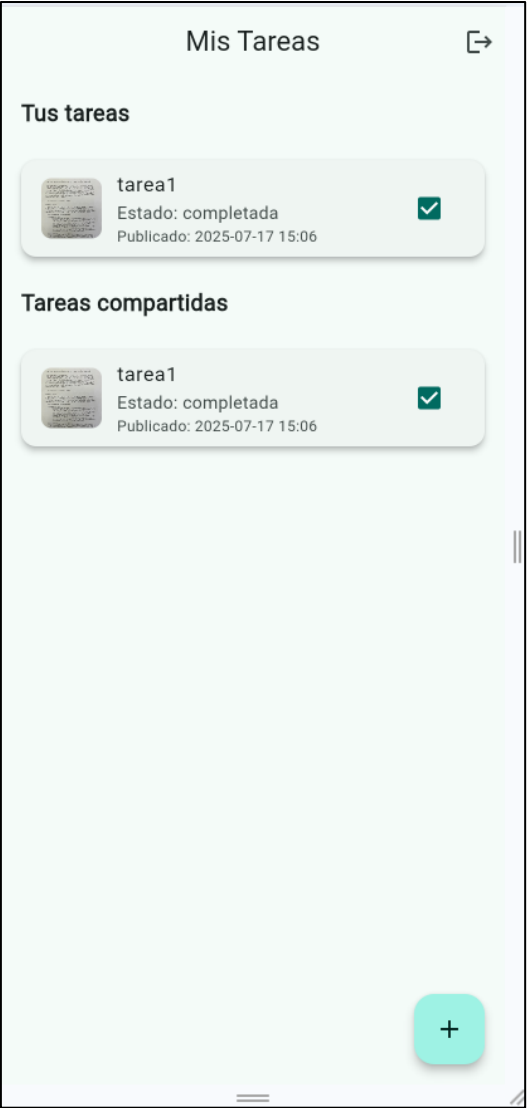 Mis Tareas
Tus tareas
tarea1
Estado: completada
Publicado: 2025-07-17 15:06
Tareas compartidas
tarea1
Estado: completada
Publicado: 2025-07-17 15:06
+